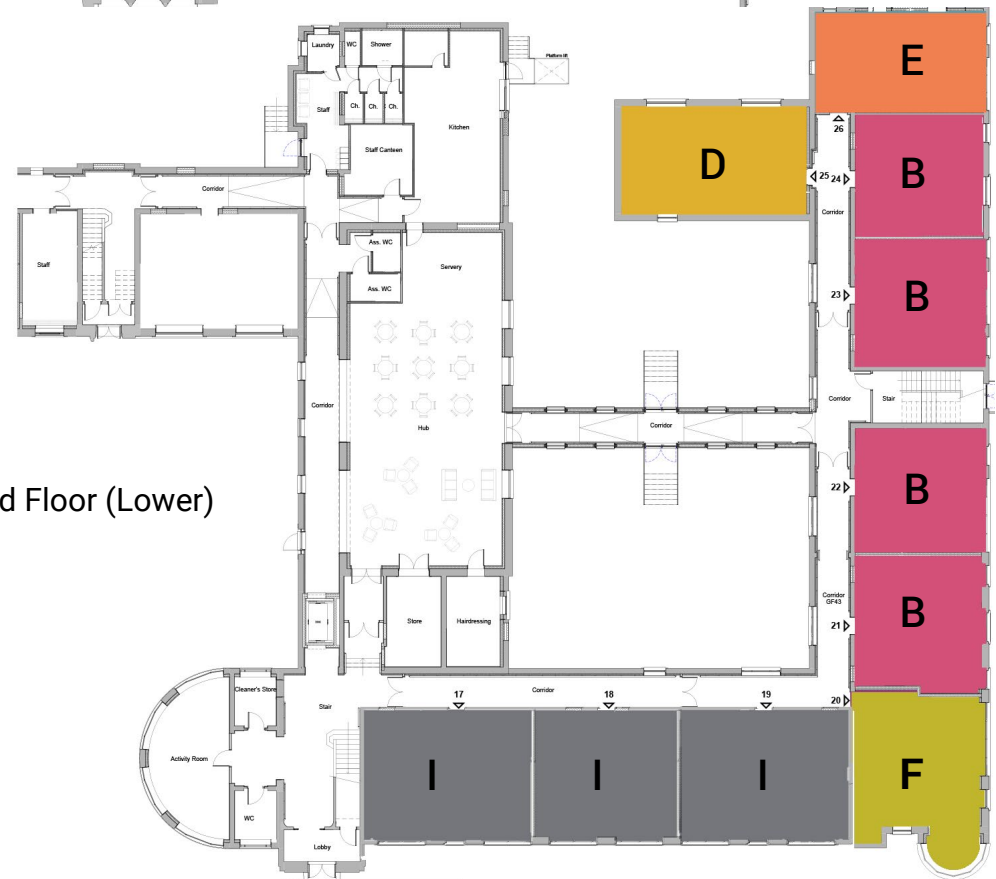 Laundry
WC
Shower
Platform lift
E
Staff
Ch.
Ch.
Ch.
Kitchen
26
Staff Canteen
D
25
24
B
Corridor
Corridor
Ass. WC
Staff
Servery
Ass. WC
23
B
Corridor
Corridor
Stair
Hub
Corridor
22
B
d Floor (Lower)
Corridor
GF43
Store
Hairdressing
21
B
Cleaner's Store
17
Corridor
18
19
20
Stair
Activity Room
I
I
I
F
WC
Lobby